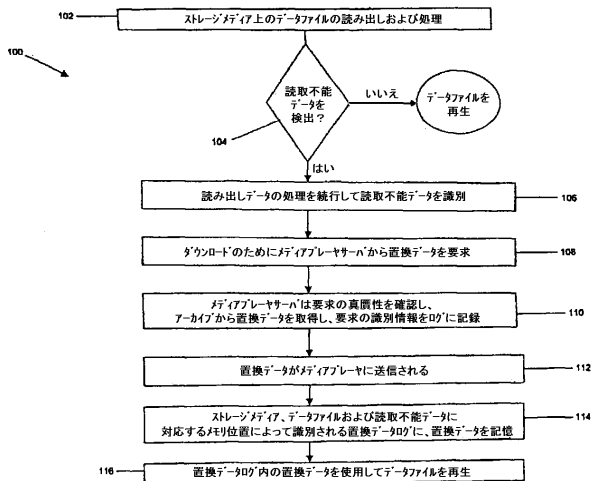 102
ストレージメディア上のデータファイルの読み出しおよび処理
100
読取不能
データを
検出？
いいえ
データファイルを
再生
104
はい
読み出しデータの処理を続行して読取不能データを識別
106
ダウンロードのためにメディアプレーヤサーバから置換データを要求
108
メディアプレーヤサーバは要求の真贋性を確認し、
アーカイブから置換データを取得し、要求の識別情報をログに記録
110
置換データがメディアプレーヤに送信される
112
ストレージメディア、データファイルおよび読取不能データに
対応するメモリ位置によって識別される置換データログに、置換データを記憶
114
116
置換データログ内の置換データを使用してデータファイルを再生